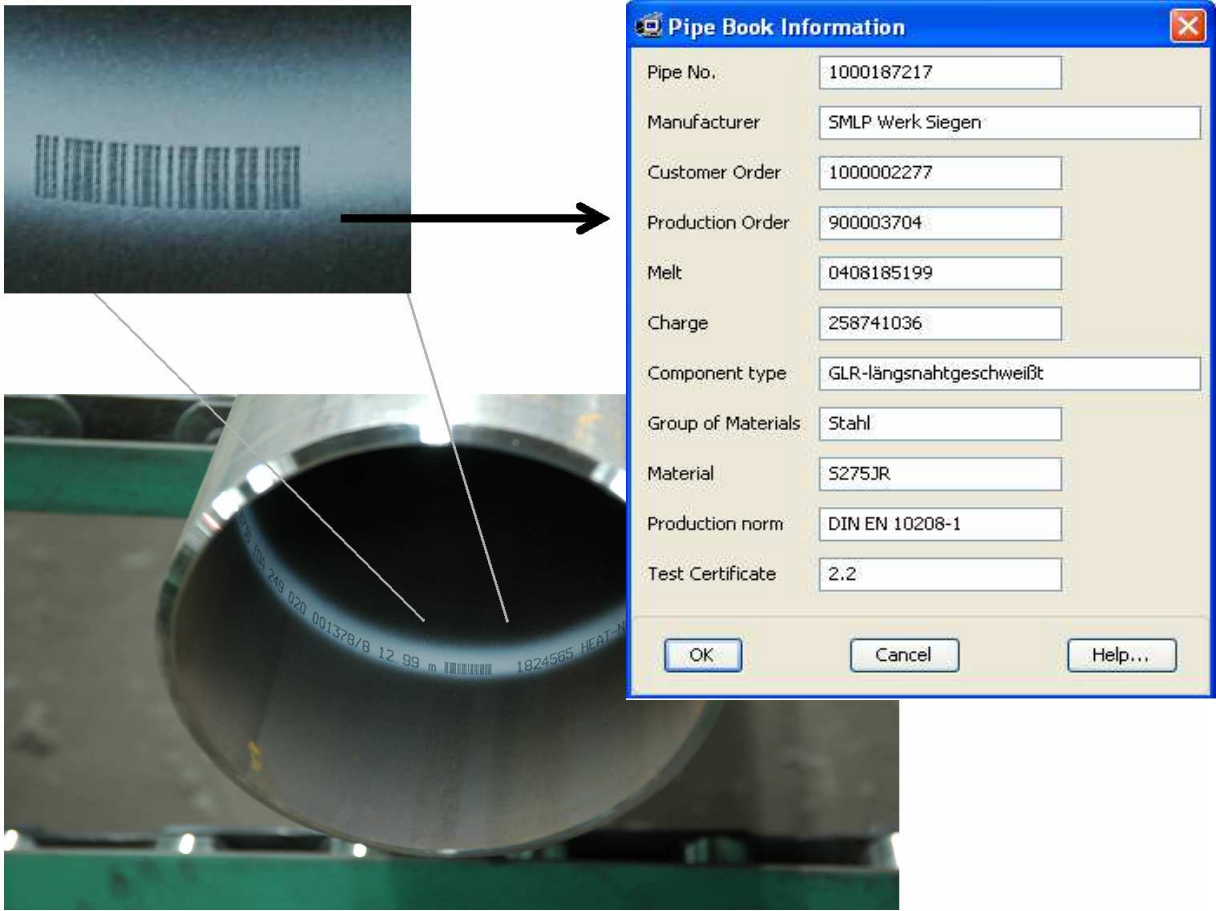 Pipe Book Information
Pipe No. 1000187217
Manufacturer SMLP Werk Siegen
Customer Order 1000002277
Production Order 900003704
Melt 0408185199
Charge 258741036
Component type GLR-längsnahtgeschweißt
Group of Materials Stahl
Material S275JR
Production norm DIN EN 10208-1
Test Certificate 2.2
OK Cancel Help...
249 020 001378/8 12 99 m 1824565